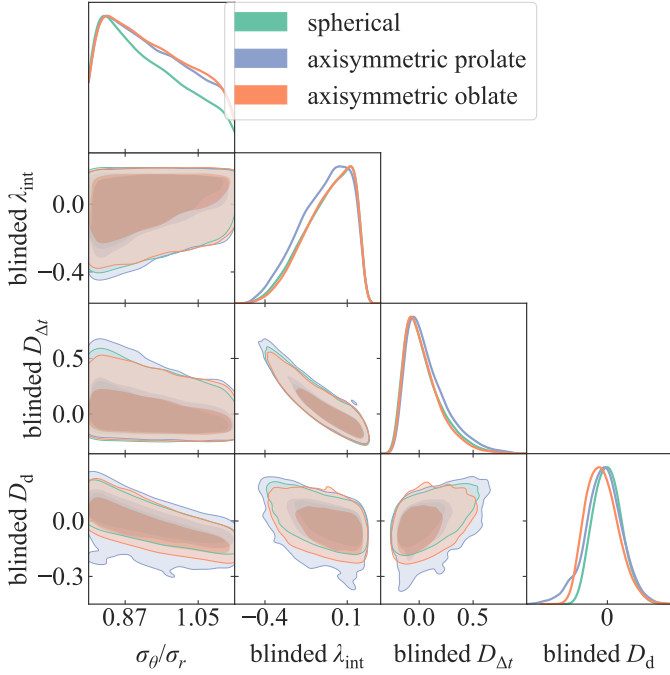 spherical
axisymmetric prolate
axisymmetric oblate
blinded λint
0.0
−0.4
blinded DΔt
0.5
0.0
blinded Dd
0.0
−0.3
0.87 1.05 −0.4 0.1 0.0 0.5 0
σθ/σr blinded λint blinded DΔt blinded Dd